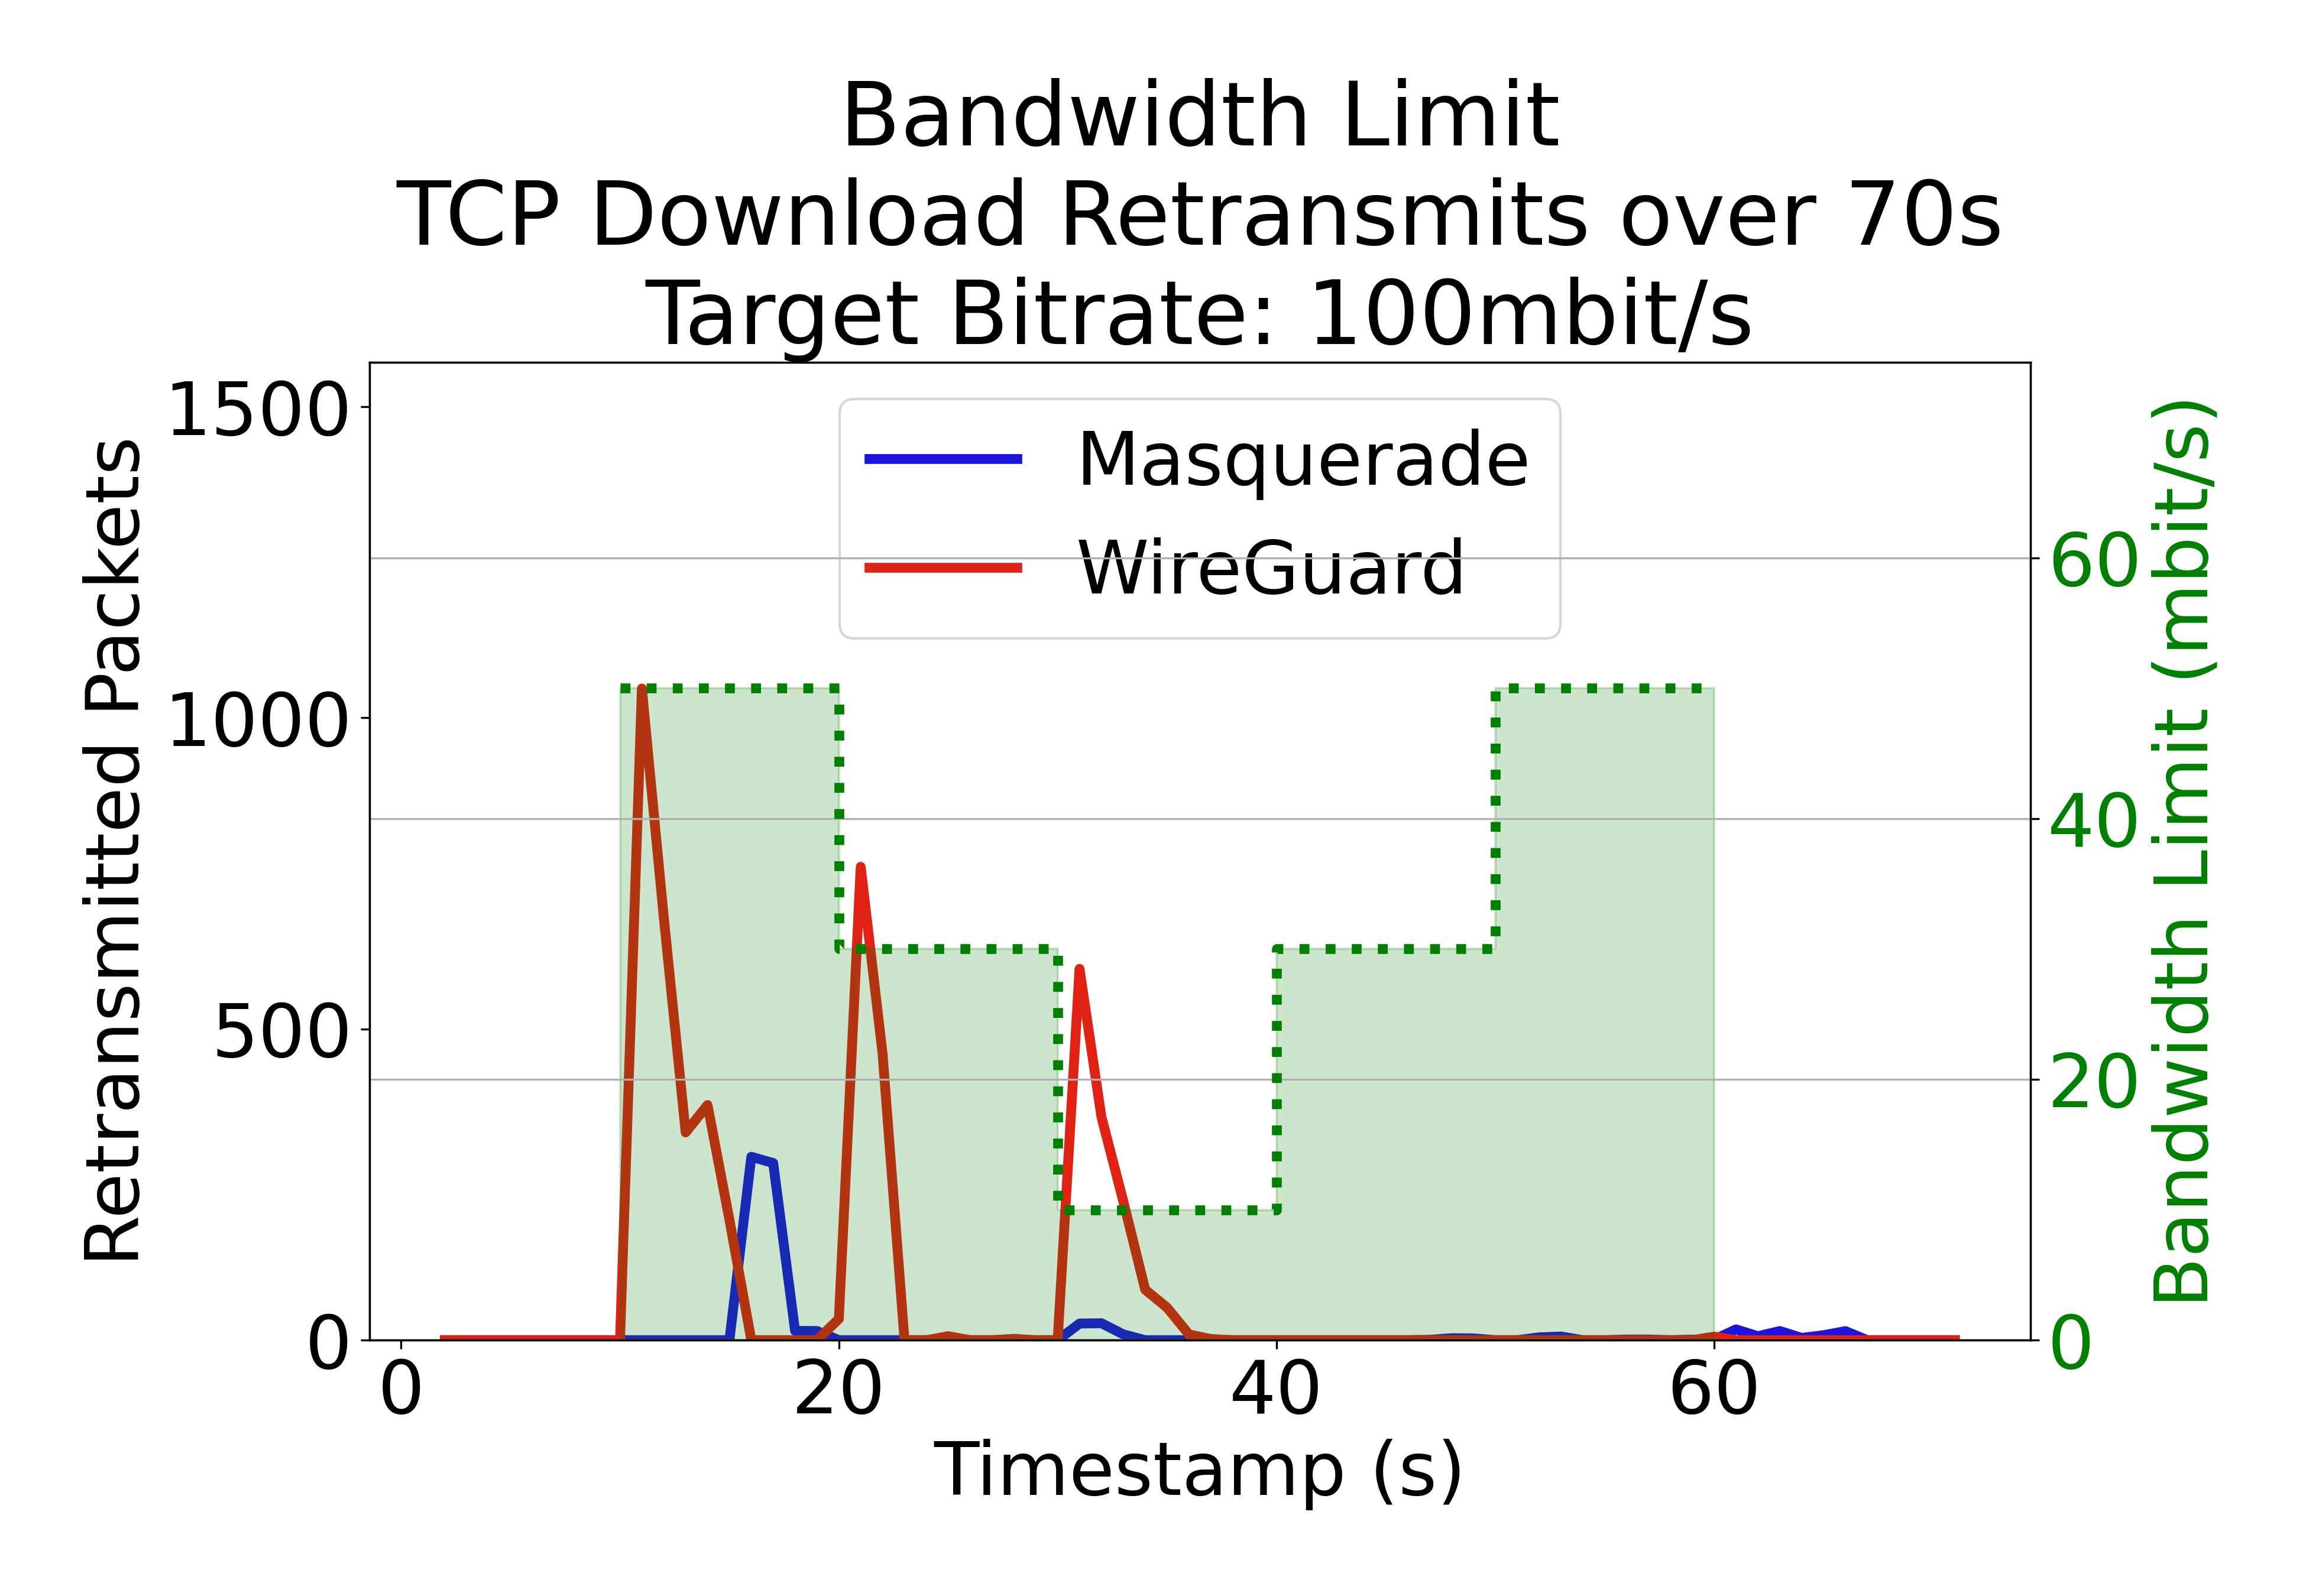 Bandwidth Limit
TCP Download Retransmits over 70s
Target Bitrate: 100mbit/s
Retransmitted Packets
1500
1000
500
0
Masquerade
WireGuard
60
40
20
0
Bandwidth Limit (mbit/s)
0 20 40 60
Timestamp (s)